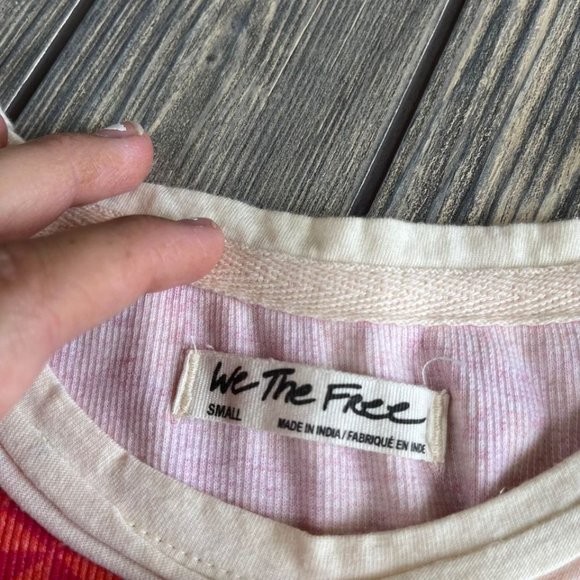 We The Free
SMALL
MADE IN INDIA / FABRIQUÉ EN INDE